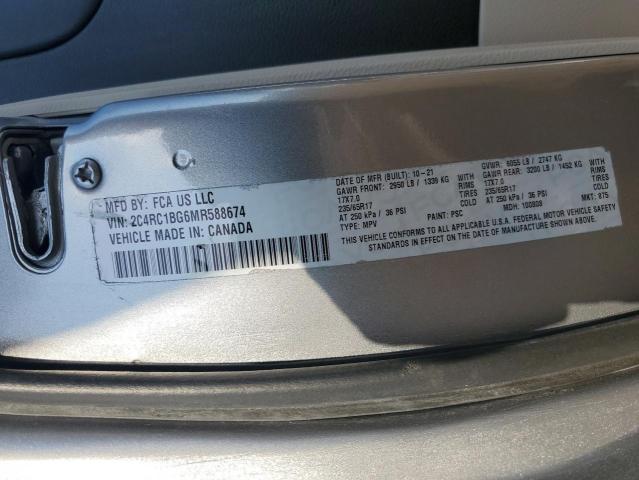 MFD BY: FCA US LLC
VIN: 2C4RC1BG6MR588674
VEHICLE MADE IN: CANADA
DATE OF MFR (BUILT): 10-21 GVWR: 6055 LB / 2747 KG
GAWR FRONT: 2950 LB / 1339 KG WITH GAWR REAR: 3200 LB / 1452 KG WITH
17X7.0 RIMS 17X7.0 RIMS
235/65R17 TIRES 235/65R17 TIRES
AT 250 kPa / 36 PSI COLD AT 250 kPa / 36 PSI COLD
TYPE: MPV PAINT: PSC MDH: 100809 MKT: 875
THIS VEHICLE CONFORMS TO ALL APPLICABLE U.S.A. FEDERAL MOTOR VEHICLE SAFETY
STANDARDS IN EFFECT ON THE DATE OF MANUFACTURE SHOWN ABOVE.